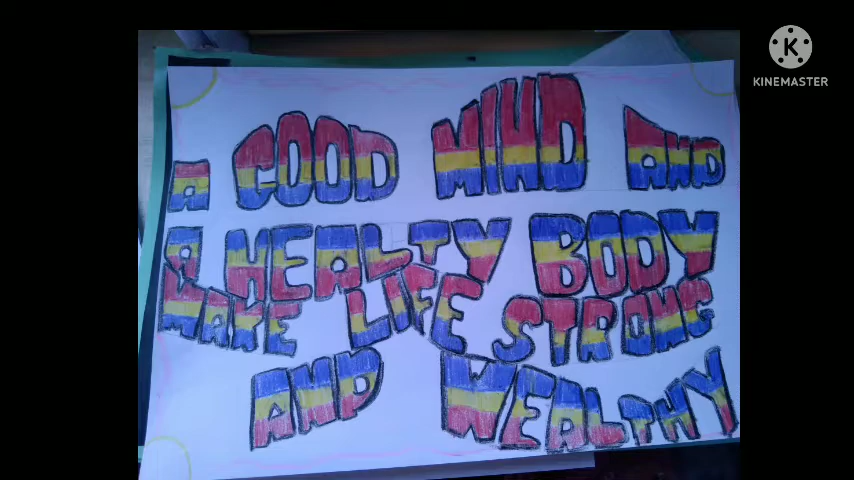 A GOOD MIND AND
A HEALTY BODY
MAKE LIFE STRONG
AND WEALTHY
KINEMASTER